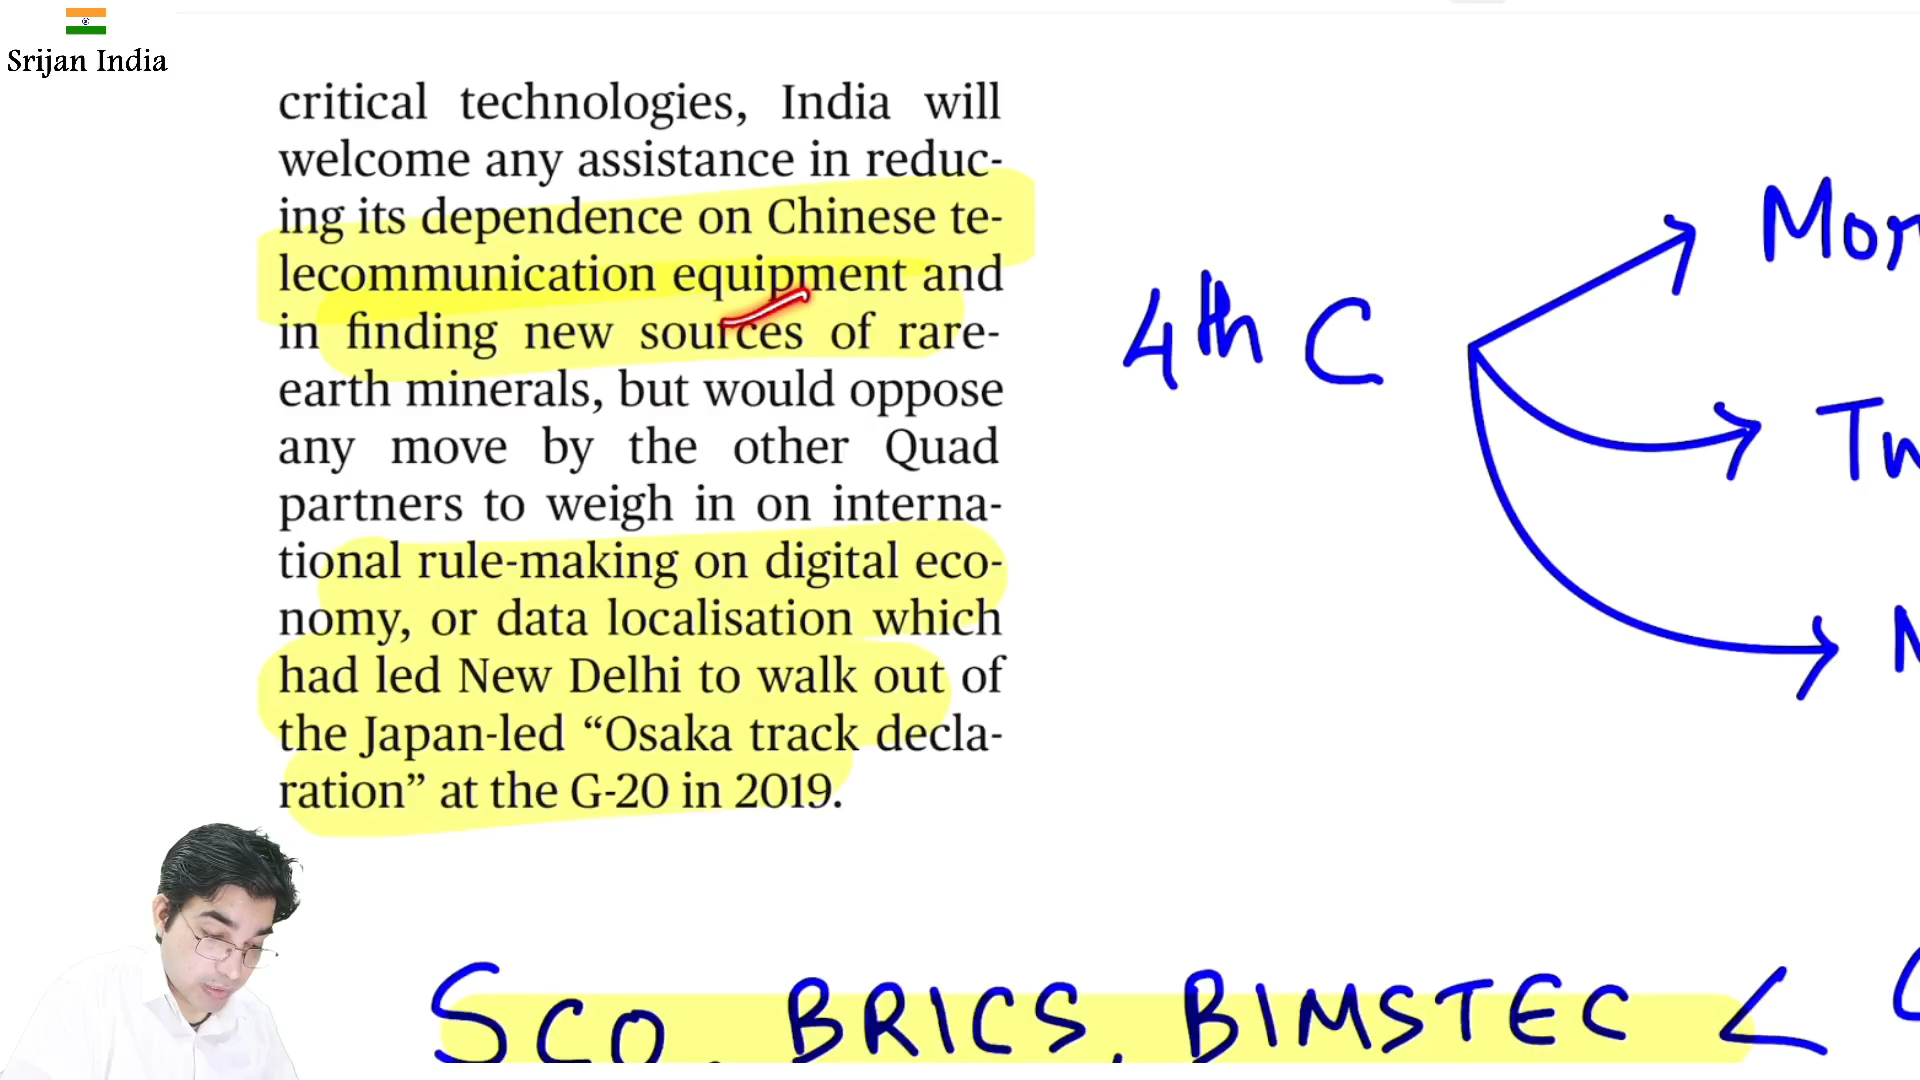 Srijan India
critical technologies, India will
welcome any assistance in reduc-
ing its dependence on Chinese te-
lecommunication equipment and
in finding new sources of rare-
earth minerals, but would oppose
any move by the other Quad
partners to weigh in on interna-
tional rule-making on digital eco-
nomy, or data localisation which
had led New Delhi to walk out of
the Japan-led “Osaka track decla-
ration” at the G-20 in 2019.
4th C
SCO, BRICS, BIMSTEC <